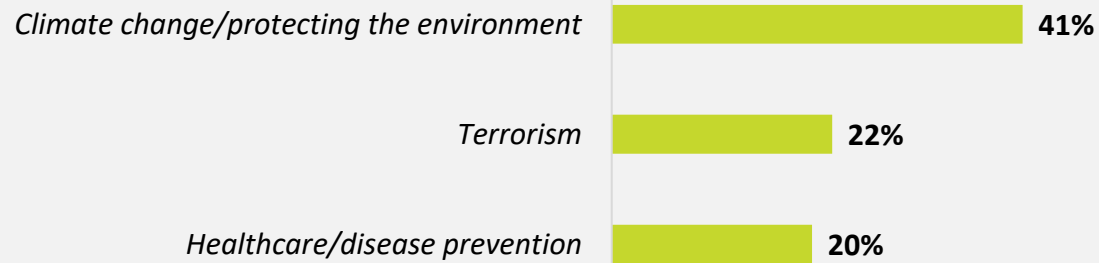 Climate change/protecting the environment 41%
Terrorism 22%
Healthcare/disease prevention 20%